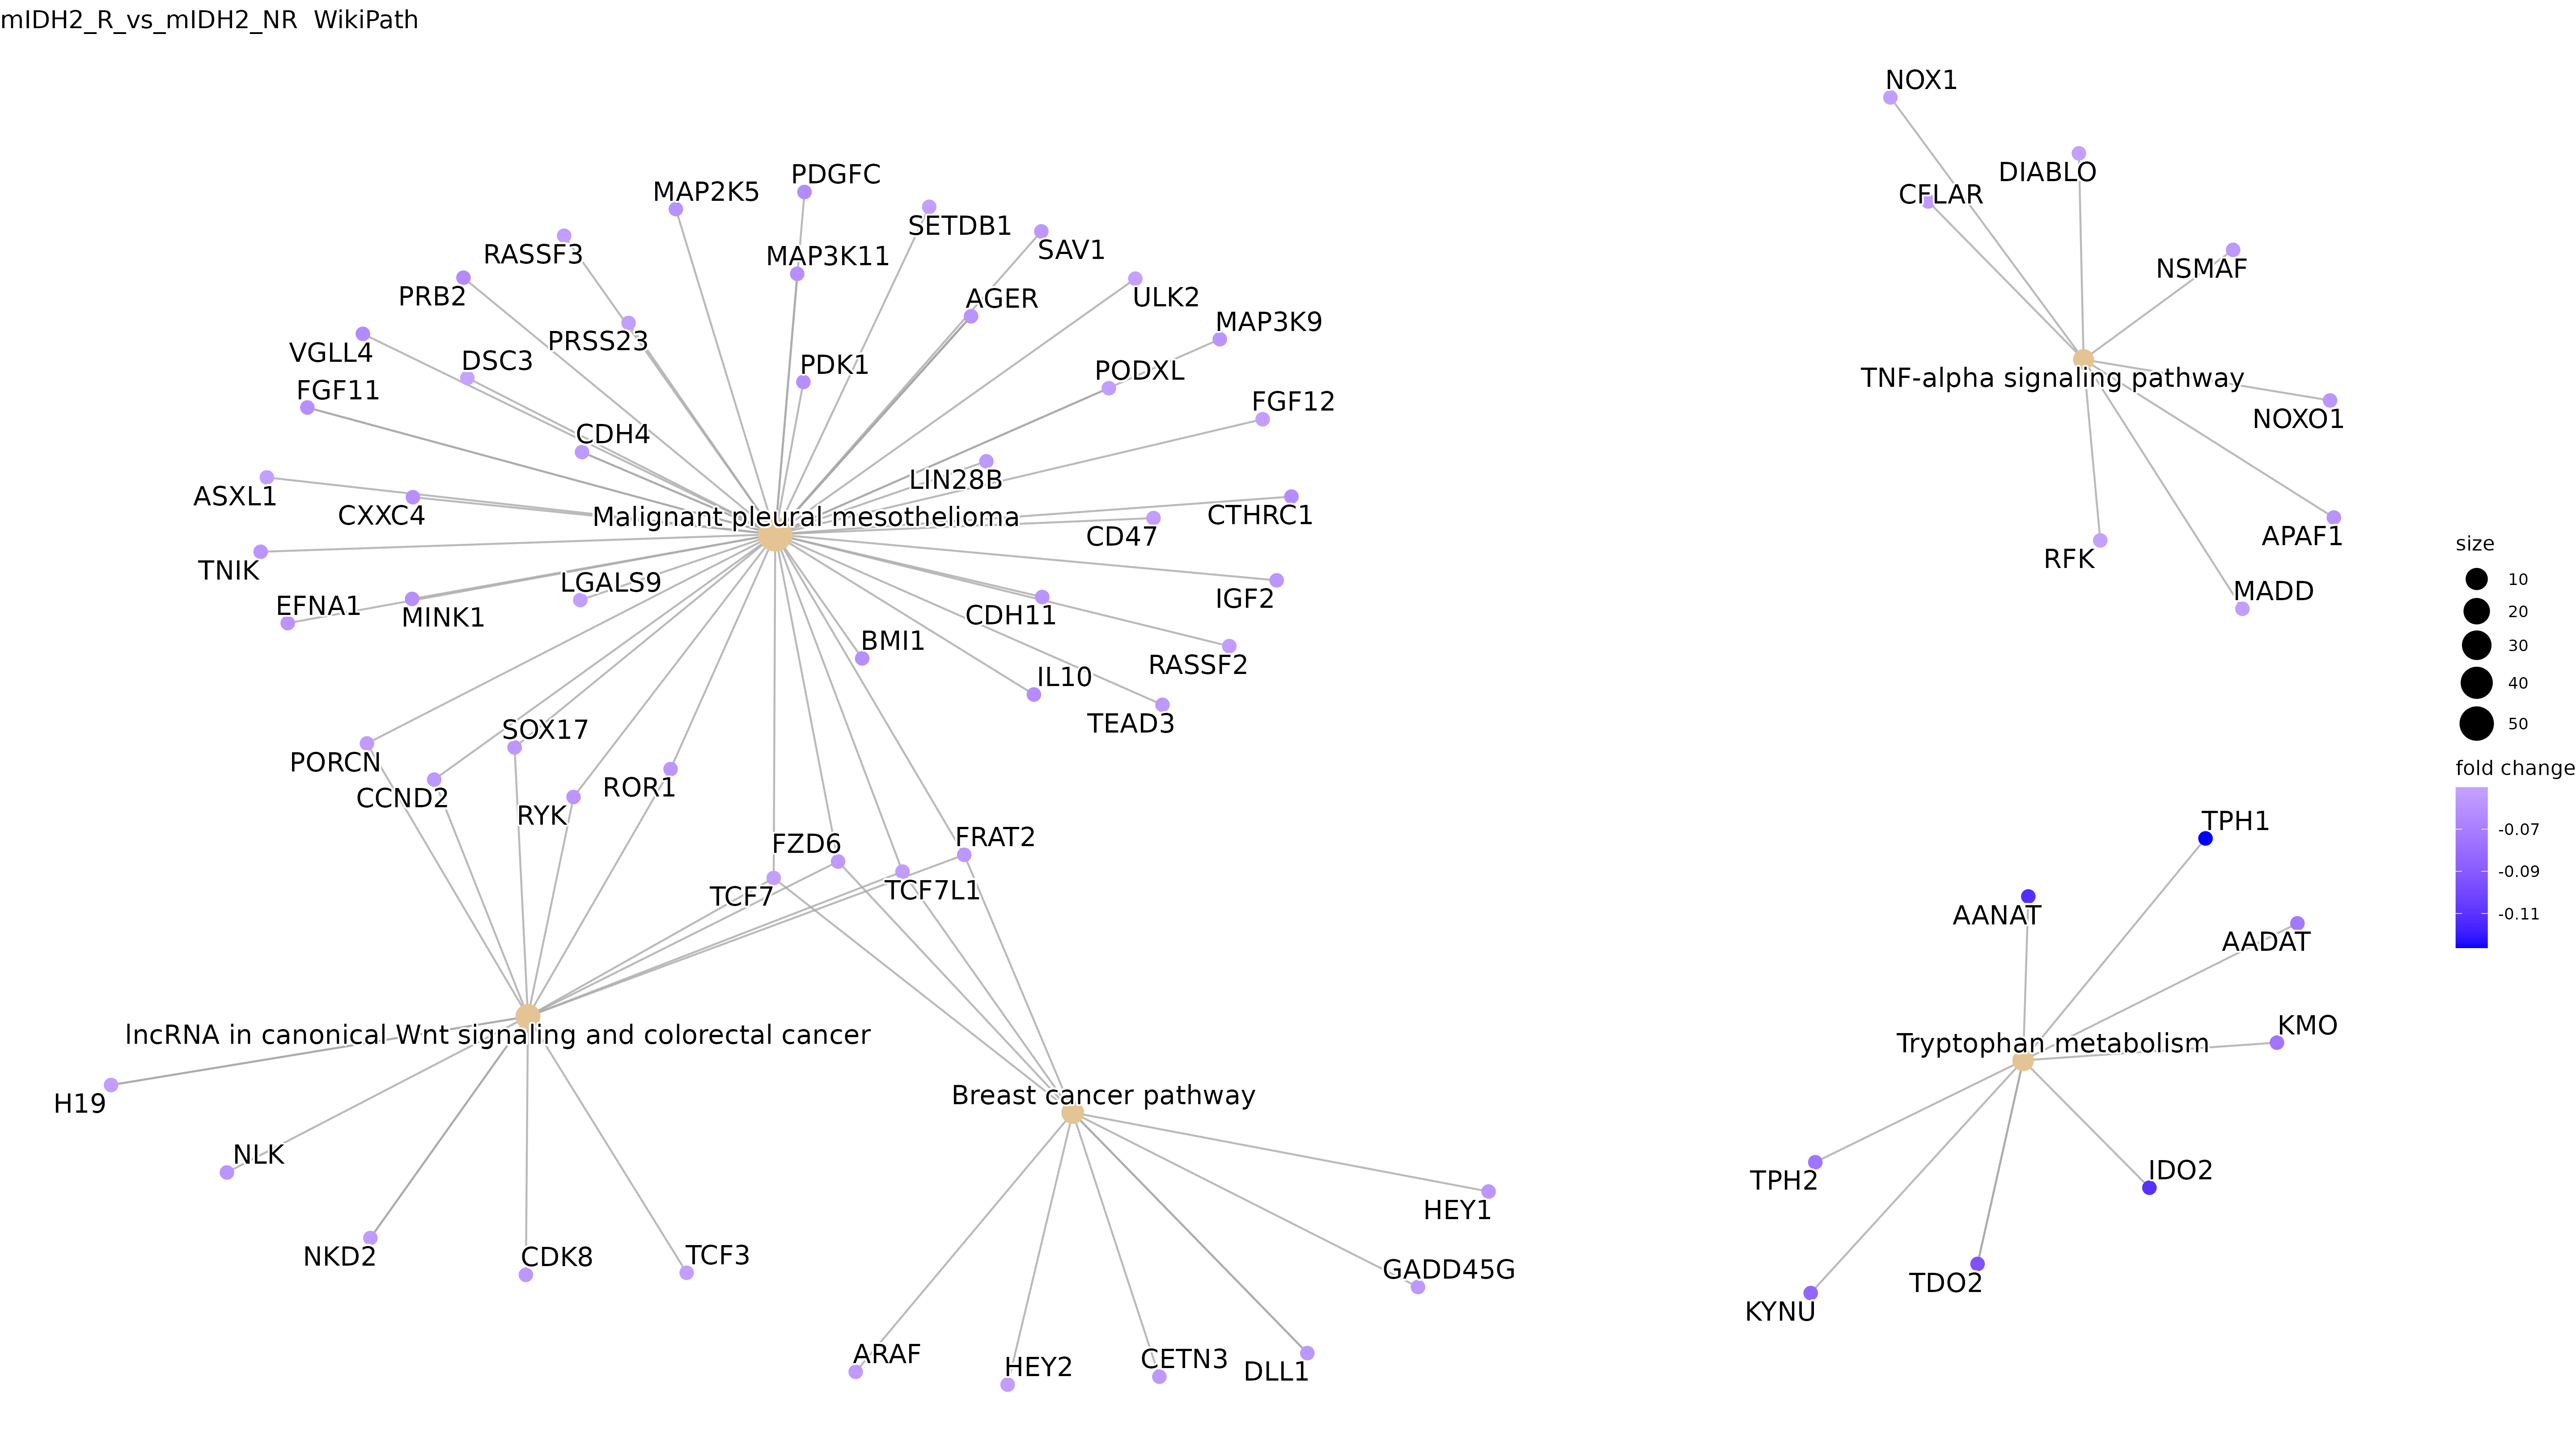 mIDH2_R_vs_mIDH2_NR WikiPath
NOX1
DIABLO
CFLAR
NSMAF
TNF-alpha signaling pathway
NOXO1
APAF1
RFK
MADD
PDGFC
MAP2K5
SETDB1
SAV1
RASSF3
MAP3K11
PRB2
AGER
ULK2
MAP3K9
PRSS23
VGLL4
DSC3
PDK1
PODXL
FGF11
FGF12
CDH4
LIN28B
ASXL1
CXXC4
Malignant pleural mesothelioma
CTHRC1
CD47
TNIK
LGALS9
EFNA1
MINK1
CDH11
IGF2
BMI1
RASSF2
IL10
TEAD3
SOX17
PORCN
CCND2
ROR1
RYK
FZD6
FRAT2
TCF7
TCF7L1
lncRNA in canonical Wnt signaling and colorectal cancer
H19
NLK
NKD2
CDK8
TCF3
Breast cancer pathway
HEY1
GADD45G
ARAF
HEY2
CETN3
DLL1
TPH1
AANAT
AADAT
KMO
Tryptophan metabolism
TPH2
IDO2
TDO2
KYNU
size
10
20
30
40
50
fold change
-0.07
-0.09
-0.11